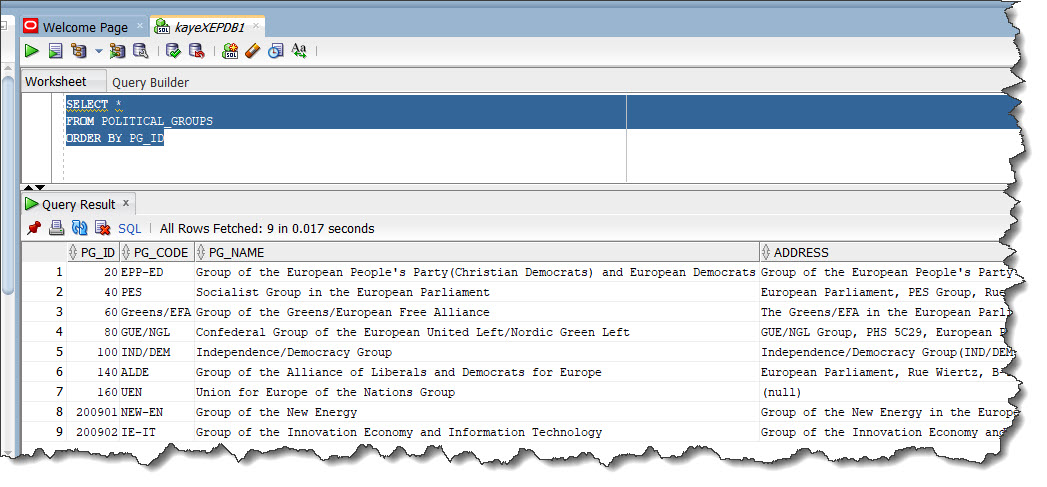 Welcome Page kayeXEPDB1
Worksheet Query Builder
SELECT *
FROM POLITICAL_GROUPS
ORDER BY PG_ID
Query Result x
SQL All Rows Fetched: 9 in 0.017 seconds
PG_ID PG_CODE PG_NAME ADDRESS
1 20 EPP-ED Group of the European People's Party(Christian Democrats) and European Democrats Group of the European People's Party
2 40 PES Socialist Group in the European Parliament European Parliament, PES Group, Rue
3 60 Greens/EFA Group of the Greens/European Free Alliance The Greens/EFA in the European
4 80 GUE/NGL Confederal Group of the European United Left/Nordic Green Left GUE/NGL Group, PHS 5C29, European
5 100 IND/DEM Independence/Democracy Group Independence/Democracy Group(IND/DEM
6 140 ALDE Group of the Alliance of Liberals and Democrats for Europe European Parliament, Rue Wiertz,
7 160 UEN Union for Europe of the Nations Group (null)
8 200901 NEW-EN Group of the New Energy Group of the New Energy in the
9 200902 IE-IT Group of the Innovation Economy and Information Technology Group of the Innovation Economy and